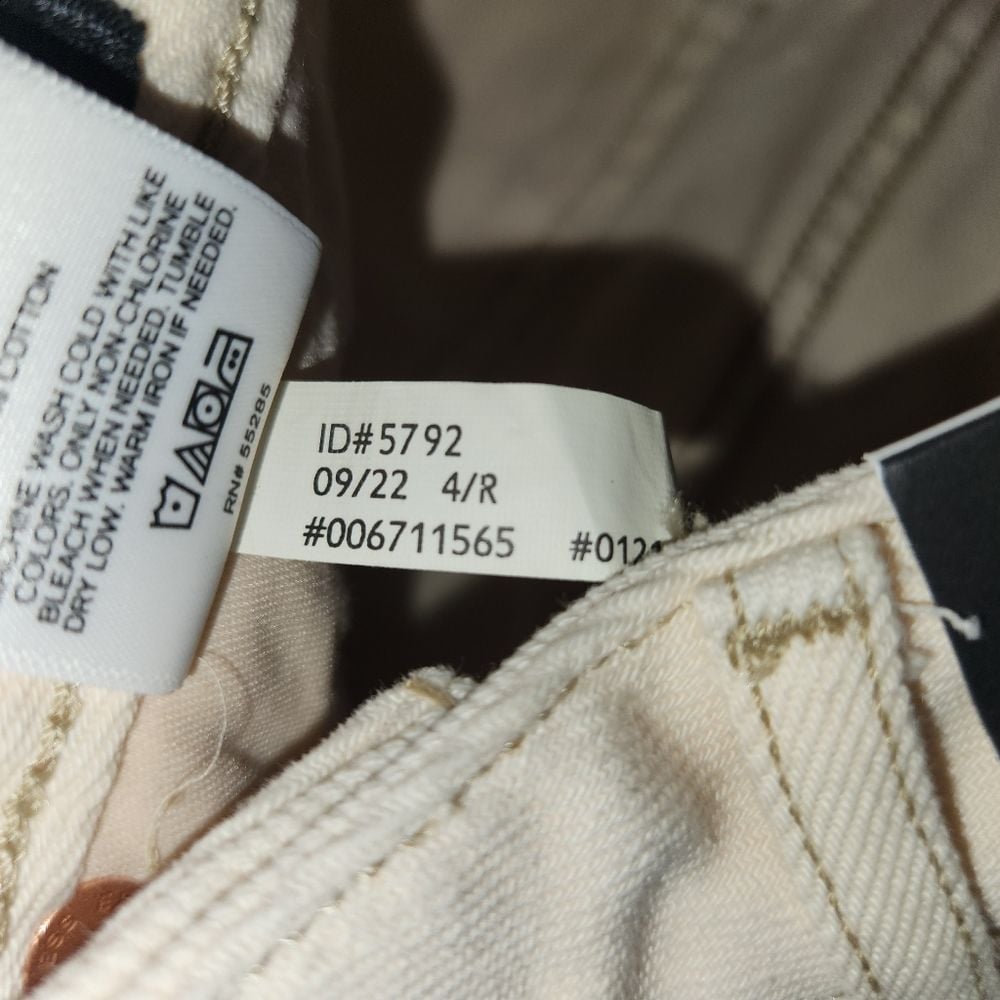 COTTON
WASH COLD WITH LIKE
COLORS. ONLY NON-CHLORINE
BLEACH WHEN NEEDED. TUMBLE
DRY LOW. WARM IRON IF NEEDED.
RN# 55285
ID#5792
09/22 4/R
#006711565